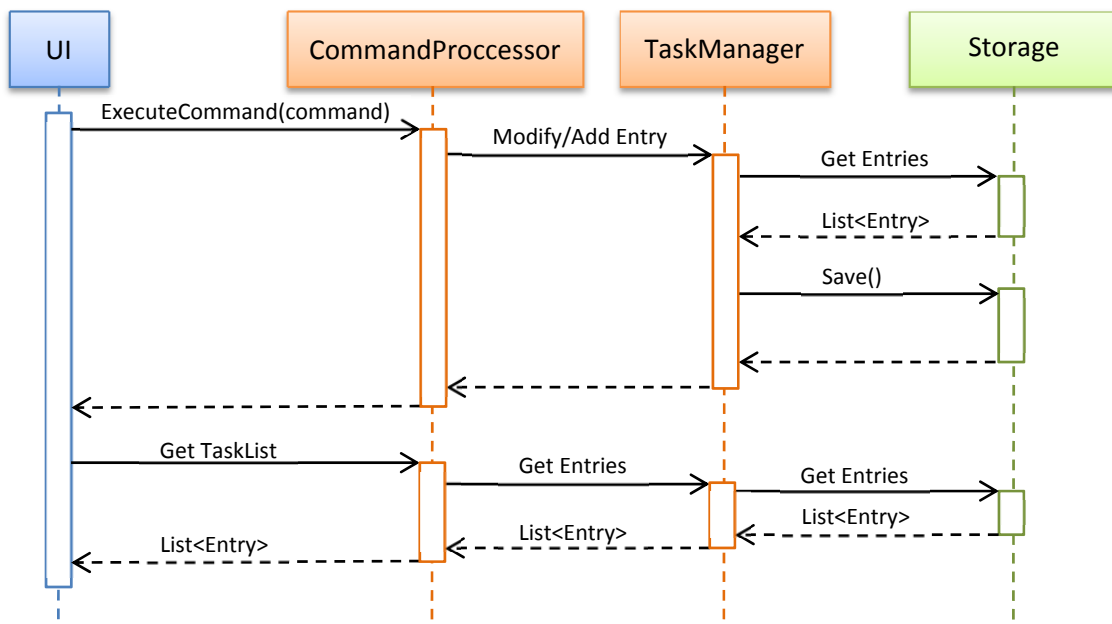 UI
CommandProccessor
TaskManager
Storage
ExecuteCommand(command)
Modify/Add Entry
Get Entries
List<Entry>
Save()
Get TaskList
Get Entries
Get Entries
List<Entry>
List<Entry>
List<Entry>